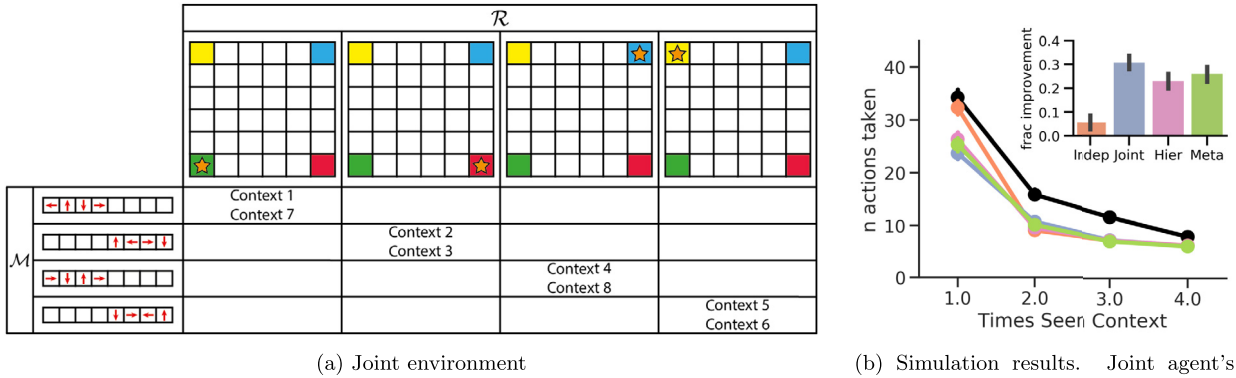 ℛ
ℳ
Context 1
Context 7
Context 2
Context 3
Context 4
Context 8
Context 5
Context 6
(a) Joint environment
n actions taken
40
30
20
10
0
1.0 2.0 3.0 4.0
Times Seen Context
frac improvement
0.4
0.3
0.2
0.1
0.0
Indep Joint Hier Meta
(b) Simulation results. Joint agent's